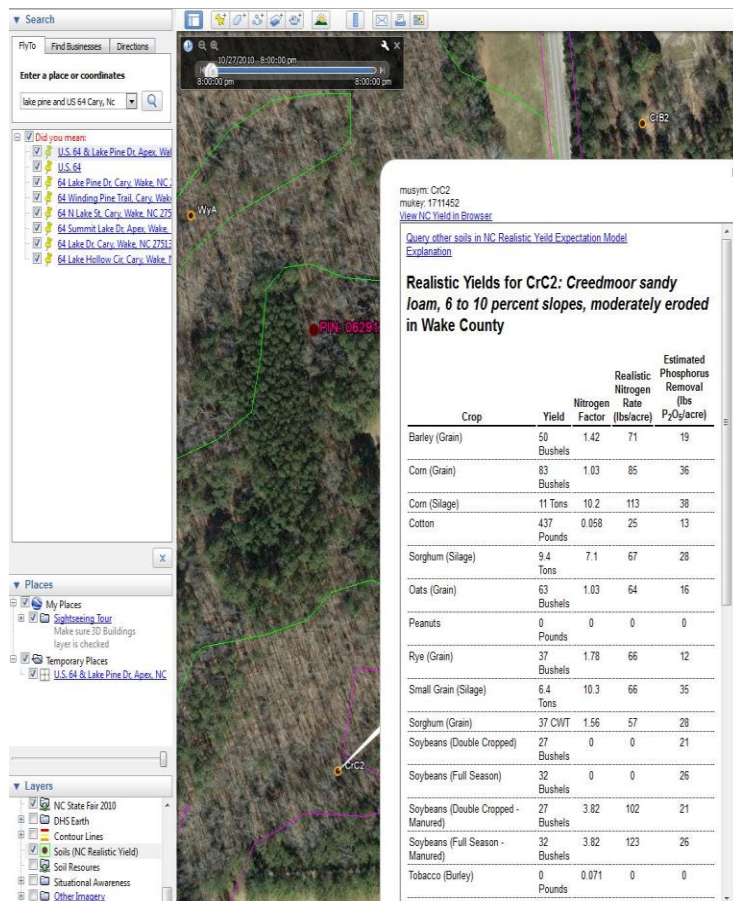 Search
FlyTo Find Businesses Directions
Enter a place or coordinates
lake pine and US 64 Cary, Nc
Did you mean:
U.S. 64 & Lake Pine Dr, Apex, Wa
U.S. 64
64 Lake Pine Dr, Cary, Wake, NC
64 Winding Pine Trail, Cary, Wak
64 N Lake St, Cary, Wake, NC 275
64 Summit Lake Dr, Apex, Wake,
64 Lake Dr, Cary, Wake, NC 27513
64 Lake Hollow Cir, Cary, Wake,
Places
My Places
Sightseeing Tour
Make sure 3D Buildings
layer is checked
Temporary Places
U.S. 64 & Lake Pine Dr, Apex, NC
Layers
NC State Fair 2010
DHS Earth
Contour Lines
Soils (NC Realistic Yield)
Soil Resoures
Situational Awareness
Other Imagery
10/27/2010 8:00:00 pm
8:00:00 pm 8:00:00 pm
CrB2
WyA
PIN: 06291
CrC2
musym: CrC2
mukey: 1711452
View NC Yield in Browser
Query other soils in NC Realistic Yeild Expectation Model
Explanation
Realistic Yields for CrC2: Creedmoor sandy
loam, 6 to 10 percent slopes, moderately eroded
in Wake County
Crop Yield Nitrogen Factor Realistic Nitrogen Rate (lbs/acre) Estimated Phosphorus Removal (lbs P2O5/acre)
Barley (Grain) 50 Bushels 1.42 71 19
Corn (Grain) 83 Bushels 1.03 85 36
Corn (Silage) 11 Tons 10.2 113 38
Cotton 437 Pounds 0.058 25 13
Sorghum (Silage) 9.4 Tons 7.1 67 28
Oats (Grain) 63 Bushels 1.03 64 16
Peanuts 0 Pounds 0 0 0
Rye (Grain) 37 Bushels 1.78 66 12
Small Grain (Silage) 6.4 Tons 10.3 66 35
Sorghum (Grain) 37 CWT 1.56 57 28
Soybeans (Double Cropped) 27 Bushels 0 0 21
Soybeans (Full Season) 32 Bushels 0 0 26
Soybeans (Double Cropped - Manured) 27 Bushels 3.82 102 21
Soybeans (Full Season - Manured) 32 Bushels 3.82 123 26
Tobacco (Burley) 0 Pounds 0.071 0 0